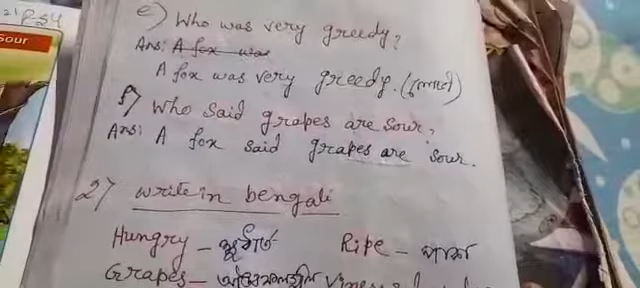 Sour
e) Who was very greedy?
Ans: A fox was
A fox was very greedy. (লোভী)
f) Who said grapes are sour?
Ans: A fox said grapes are sour.
2) write in bengali
Hungry - ক্ষুধার্ত Ripe - পাকা
Grapes -